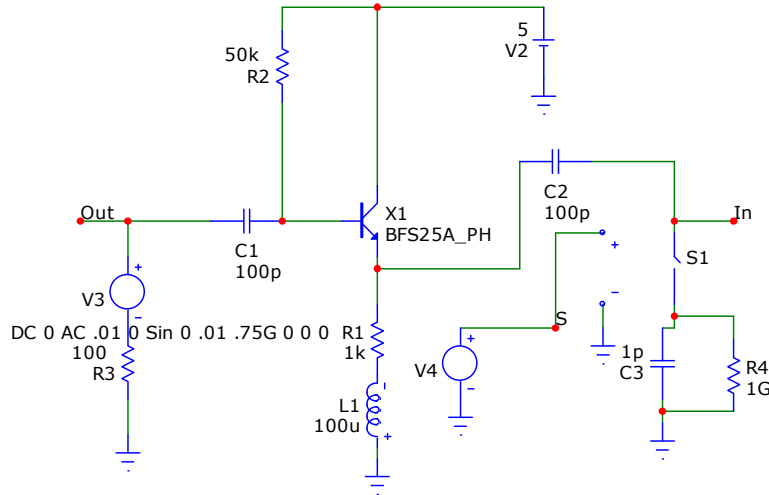 5
V2
50k
R2
X1
BFS25A_PH
C2
100p
Out
In
C1
100p
+
S1
+
-
V3
-
S
DC 0 AC .01 0 Sin 0 .01 .75G 0 0 0
R1
1k
100
R3
+
V4
-
1p
C3
R4
1G
-
L1
100u
+